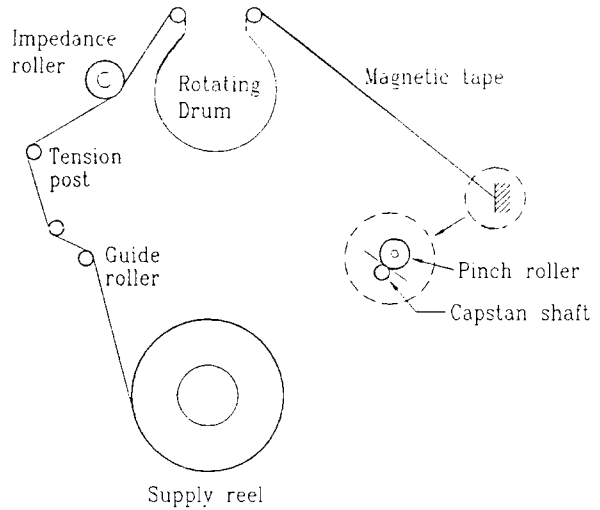 Impedance
roller
Rotating
Drum
Magnetic tape
Tension
post
Guide
roller
Pinch roller
Capstan shaft
Supply reel